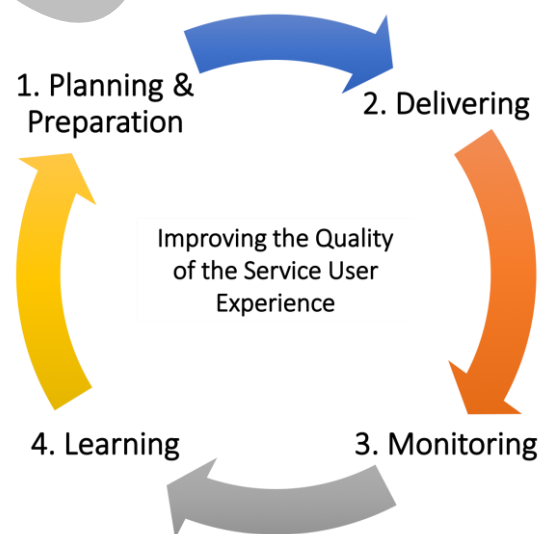 1. Planning &
Preparation
2. Delivering
Improving the Quality
of the Service User
Experience
4. Learning
3. Monitoring